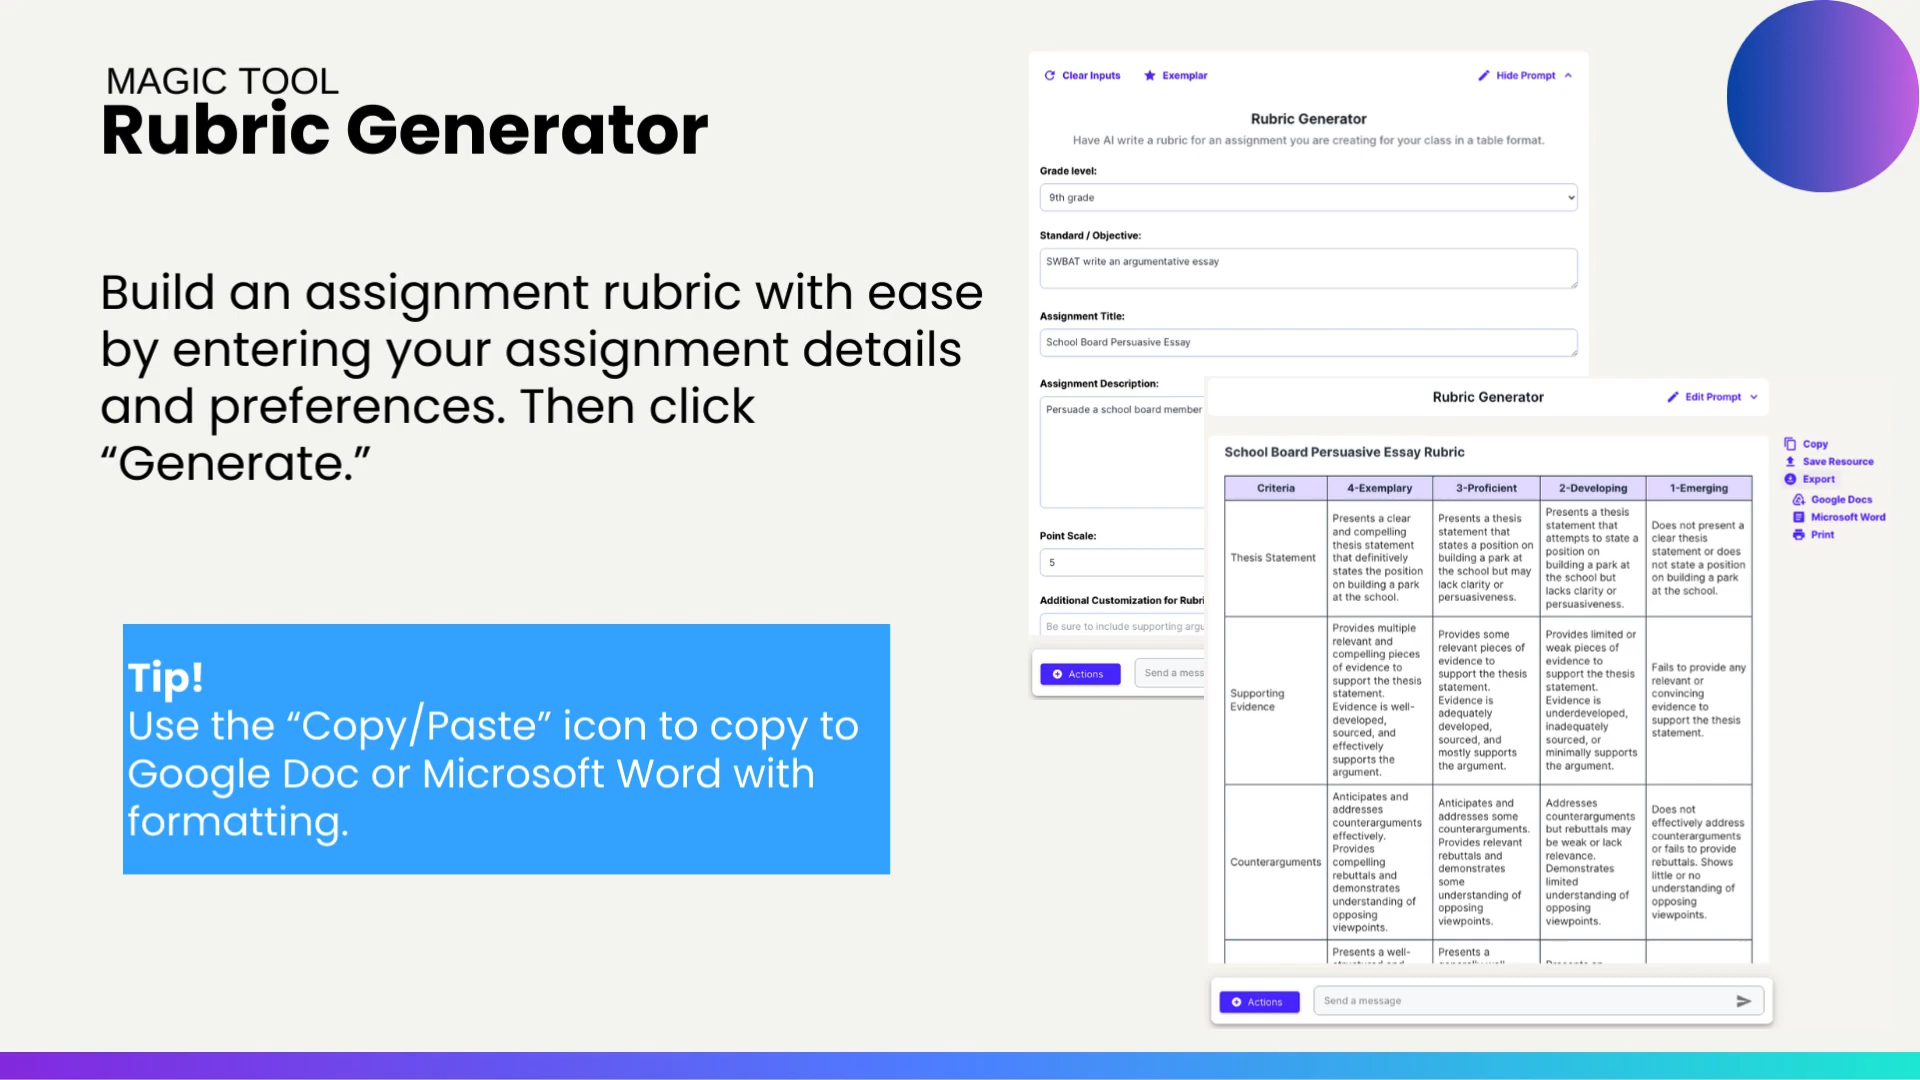 MAGIC TOOL
Rubric Generator
Build an assignment rubric with ease
by entering your assignment details
and preferences. Then click
“Generate.”
Tip!
Use the “Copy/Paste” icon to copy to
Google Doc or Microsoft Word with
formatting.
Clear Inputs
Exemplar
Hide Prompt
Rubric Generator
Have AI write a rubric for an assignment you are creating for your class in a table format.
Grade level:
9th grade
Standard / Objective:
SWBAT write an argumentative essay
Assignment Title:
School Board Persuasive Essay
Assignment Description:
Persuade a school board member
Point Scale:
5
Additional Customization for
Be sure to include supporting
Actions
Send a
Rubric Generator
Edit Prompt
School Board Persuasive Essay Rubric
Criteria
4-Exemplary
3-Proficient
2-Developing
1-Emerging
Thesis Statement
Presents a clear
and compelling
thesis statement
that definitively
states the position
on building a park
at the school.
Presents a thesis
statement that
states a position on
building a park at
the school but may
lack clarity or
persuasiveness.
Presents a thesis
statement that
attempts to state a
position on
building a park at
the school but
lacks clarity or
persuasiveness.
Does not present a
clear thesis
statement or does
not state a position
on building a park
at the school.
Supporting
Evidence
Provides multiple
relevant and
compelling pieces
of evidence to
support the thesis
statement.
Evidence is well-
developed,
sourced, and
effectively
supports the
argument.
Provides some
relevant pieces of
evidence to
support the thesis
statement.
Evidence is
adequately
developed,
sourced, and
mostly supports
the argument.
Provides limited or
weak pieces of
evidence to
support the thesis
statement.
Evidence is
underdeveloped,
inadequately
sourced, or
minimally supports
the argument.
Fails to provide any
relevant or
convincing
evidence to
support the thesis
statement.
Counterarguments
Anticipates and
addresses
counterarguments
effectively.
Provides
compelling
rebuttals and
demonstrates
understanding of
opposing
viewpoints.
Anticipates and
addresses some
counterarguments.
Provides relevant
rebuttals and
demonstrates
some
understanding of
opposing
viewpoints.
Addresses
counterarguments
but rebuttals may
be weak or lack
relevance.
Demonstrates
limited
understanding of
opposing
viewpoints.
Does not
effectively address
counterarguments
or fails to provide
rebuttals. Shows
little or no
understanding of
opposing
viewpoints.
Presents a well-
Presents a
Copy
Save Resource
Export
Google Docs
Microsoft Word
Print
Actions
Send a message